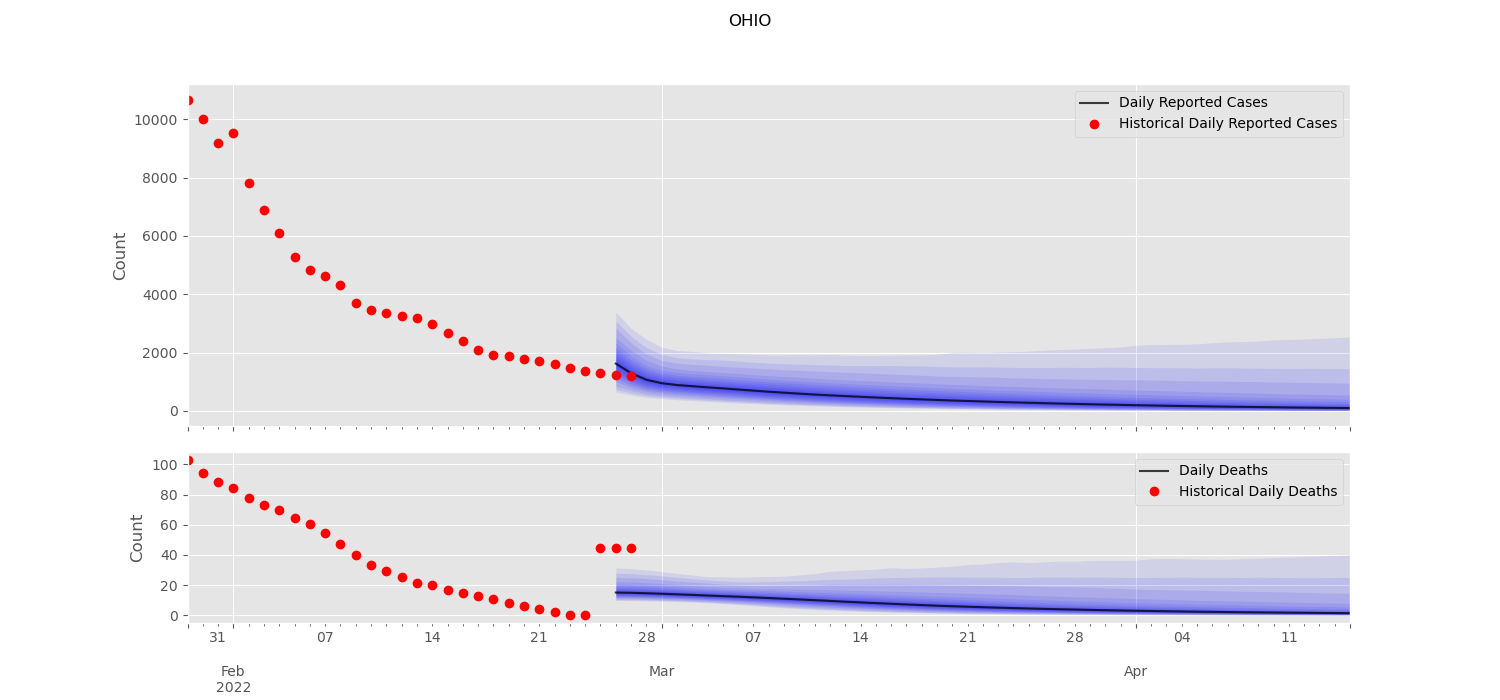 OHIO
Daily Reported Cases
Historical Daily Reported Cases
10000
8000
6000
4000
2000
0
Count
Daily Deaths
Historical Daily Deaths
100
80
60
40
20
0
Count
31 07 14 21 28 07 14 21 28 04 11
Feb Mar Apr
2022